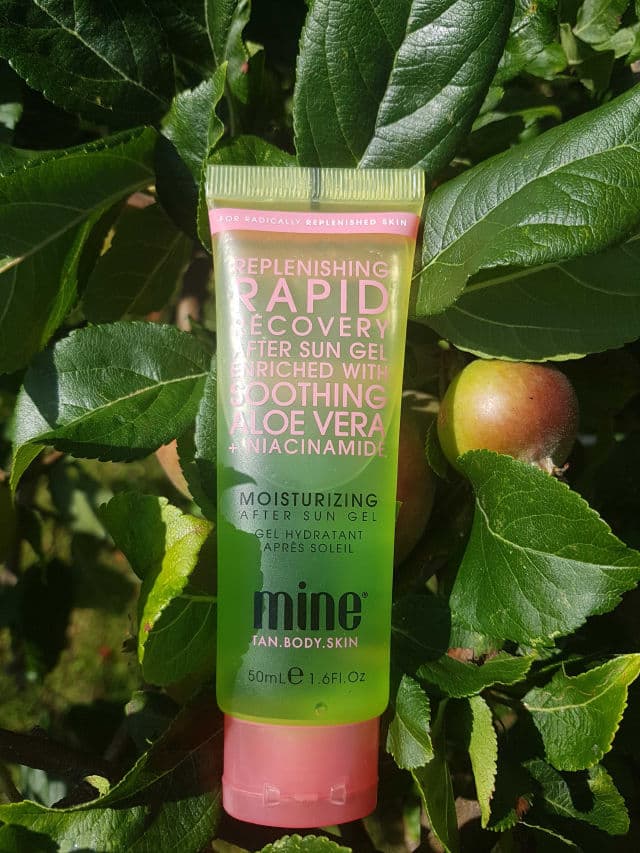 FOR RADICALLY REPLENISHED SKIN
REPLENISHING
RAPID
RECOVERY
AFTER SUN GEL
ENRICHED WITH
SOOTHING
ALOE VERA
+ NIACINAMIDE
MOISTURIZING
AFTER SUN GEL
GEL HYDRATANT
APRÈS SOLEIL
mine®
TAN.BODY.SKIN
50mL ℮ 1.6Fl.Oz